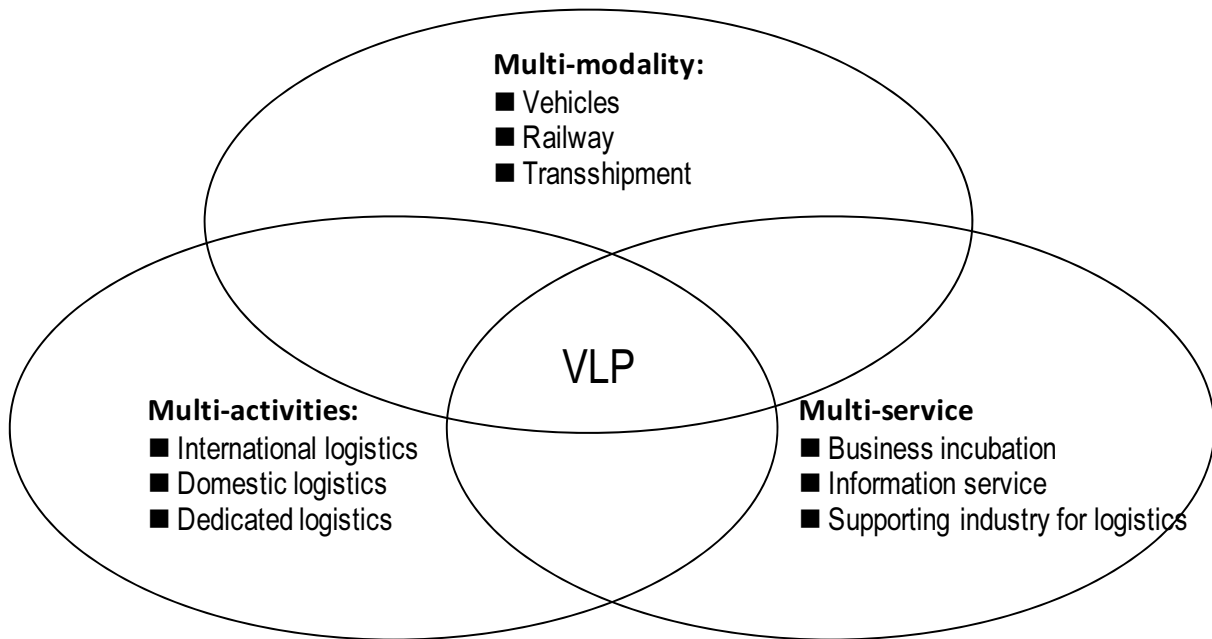 Multi-modality:
■ Vehicles
■ Railway
■ Transshipment
VLP
Multi-activities:
■ International logistics
■ Domestic logistics
■ Dedicated logistics
Multi-service
■ Business incubation
■ Information service
■ Supporting industry for logistics